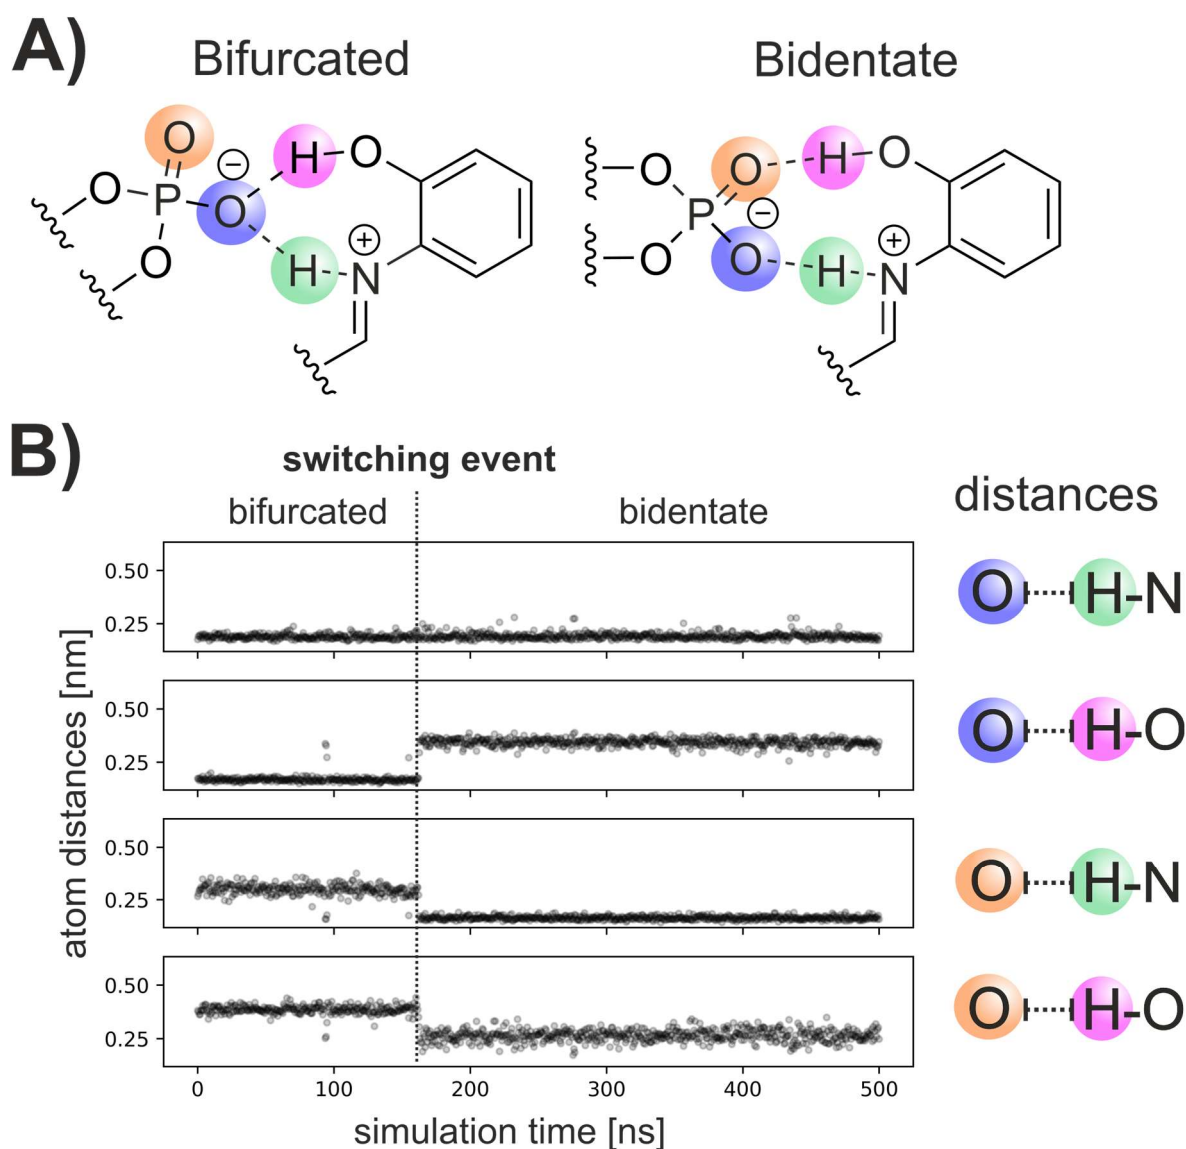 A)
Bifurcated
Bidentate
O
O P O − H O
O H N +
O O H O
P −
O O H N +
B)
switching event
bifurcated
bidentate
distances
0.50
0.25
O H-N
0.50
0.25
O H-O
0.50
0.25
O H-N
0.50
0.25
O H-O
atom distances [nm]
0 100 200 300 400 500
simulation time [ns]